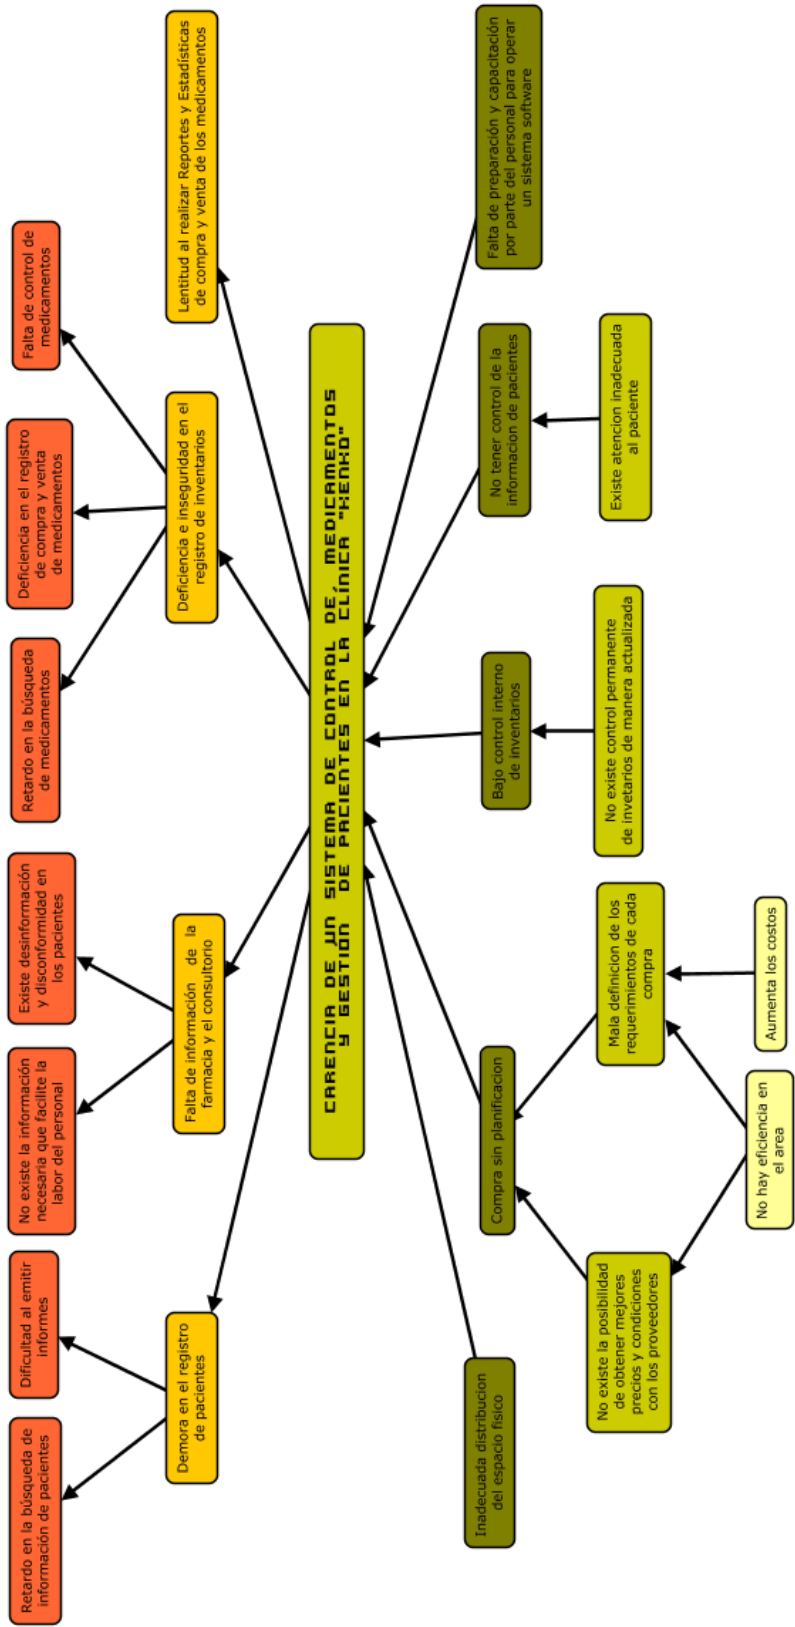 Retardo en la búsqueda de
información de pacientes
Dificultad al emitir
informes
No existe la información
necesaria que facilite la
labor del personal
Existe desinformación
y disconformidad en
los pacientes
Retardo en la búsqueda
de medicamentos
Deficiencia en el registro
de compra y venta
de medicamentos
Falta de control de
medicamentos
Demora en el registro
de pacientes
Falta de información de la
farmacia y el consultorio
Deficiencia e inseguridad en el
registro de inventarios
Lentitud al realizar Reportes y Estadísticas
de compra y venta de los medicamentos
CARENCIA DE UN SISTEMA DE CONTROL DE MEDICAMENTOS
Y GESTIÓN DE PACIENTES EN LA CLÍNICA "KENKO"
Inadecuada distribucion
del espacio fisico
Compra sin planificacion
Bajo control interno
de inventarios
No tener control de la
informacion de pacientes
Falta de preparación y capacitación
por parte del personal para operar
un sistema software
No existe la posibilidad
de obtener mejores
precios y condiciones
con los proveedores
Mala definicion de los
requerimientos de cada
compra
No existe control permanente
de invetarios de manera actualizada
Existe atencion inadecuada
al paciente
No hay eficiencia en
el area
Aumenta los costos